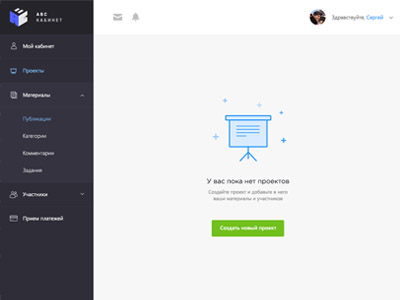 ABC
КАБИНЕТ
Здравствуйте, Сергей
Мой кабинет
Проекты
Материалы
Публикации
Категории
Комментарии
Задания
Участники
Прием платежей
У вас пока нет проектов
Создайте проект и добавьте в него
ваши материалы и участников
Создать новый проект